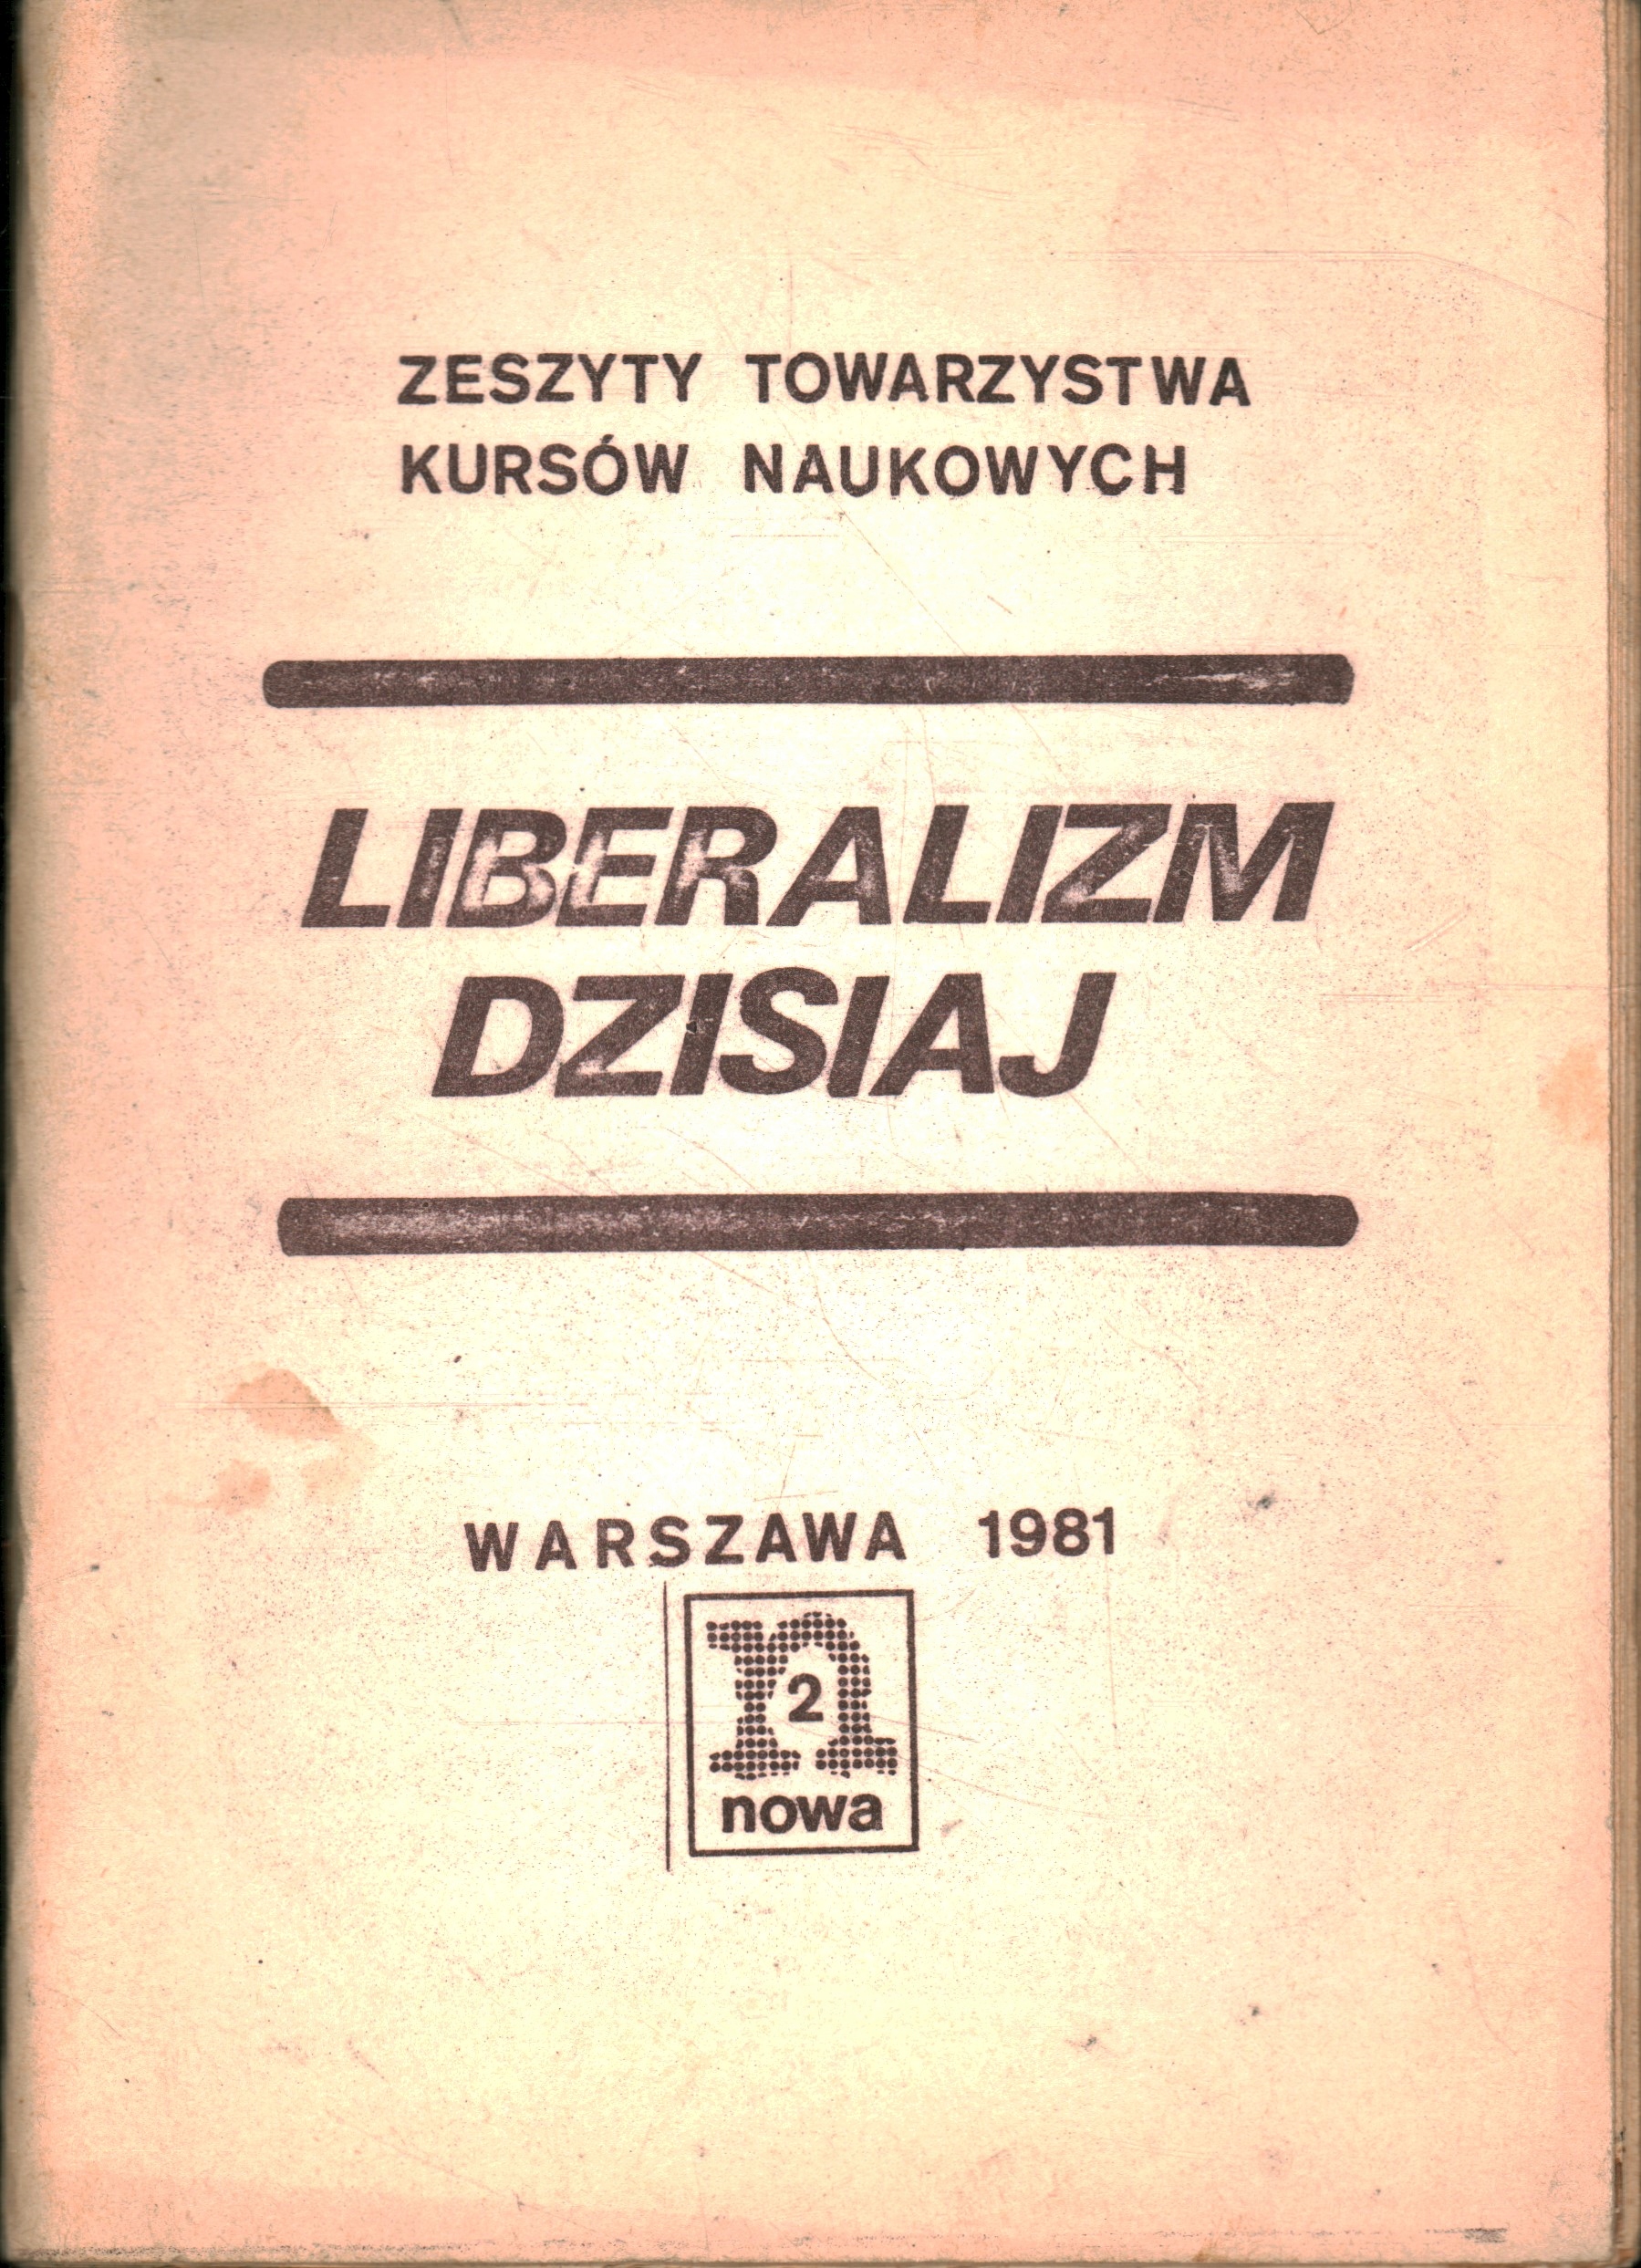 ZESZYTY TOWARZYSTWA
KURSÓW NAUKOWYCH
LIBERALIZM
DZISIAJ
WARSZAWA 1981
n
2
nowa